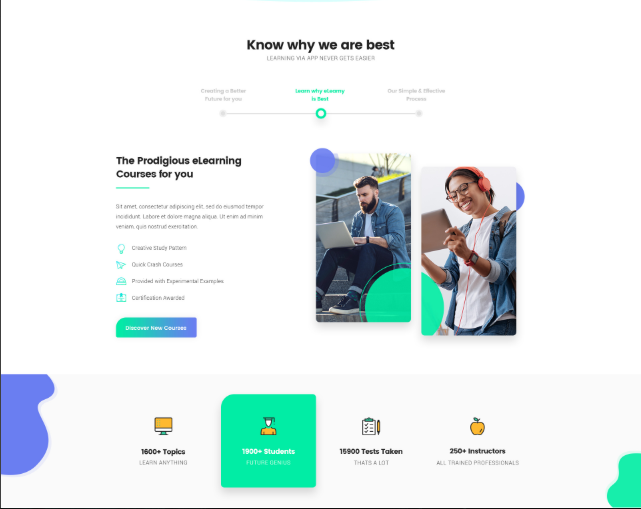 Know why we are best
LEARNING VIA APP NEVER GETS EASIER
Creating a Better
Future for you
Learn why eLearny
is Best
Our Simple & Effective
Process
The Prodigious eLearning
Courses for you
Sit amet, consectetur adipiscing elit, sed do eiusmod tempor
incididunt. Labore et dolore magna aliqua. Ut enim ad minim
veniam, quis nostrud exercitation.
Creative Study Pattern
Quick Crash Courses
Provided with Experimental Examples
Certification Awarded
Discover New Courses
1600+ Topics
LEARN ANYTHING
1900+ Students
FUTURE GENIUS
15900 Tests Taken
THATS A LOT
250+ Instructors
ALL TRAINED PROFESSIONALS